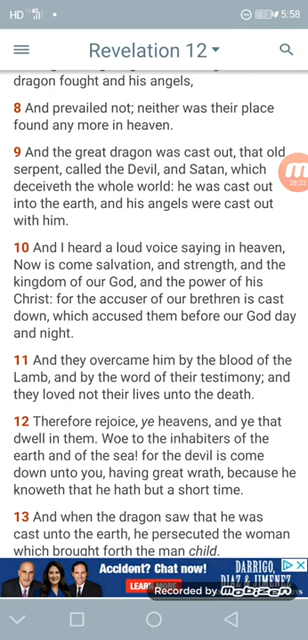 HD 4G 5:58
Revelation 12
dragon fought and his angels,
8 And prevailed not; neither was their place
found any more in heaven.
9 And the great dragon was cast out, that old
serpent, called the Devil, and Satan, which
deceiveth the whole world: he was cast out
into the earth, and his angels were cast out
with him.
10 And I heard a loud voice saying in heaven,
Now is come salvation, and strength, and the
kingdom of our God, and the power of his
Christ: for the accuser of our brethren is cast
down, which accused them before our God day
and night.
11 And they overcame him by the blood of the
Lamb, and by the word of their testimony; and
they loved not their lives unto the death.
12 Therefore rejoice, ye heavens, and ye that
dwell in them. Woe to the inhabiters of the
earth and of the sea! for the devil is come
down unto you, having great wrath, because he
knoweth that he hath but a short time.
13 And when the dragon saw that he was
cast unto the earth, he persecuted the woman
which brought forth the man child.
Accident? Chat now!
LEARN
DARRIGO,
DIAZ & JIMENEZ
Recorded by mobizen